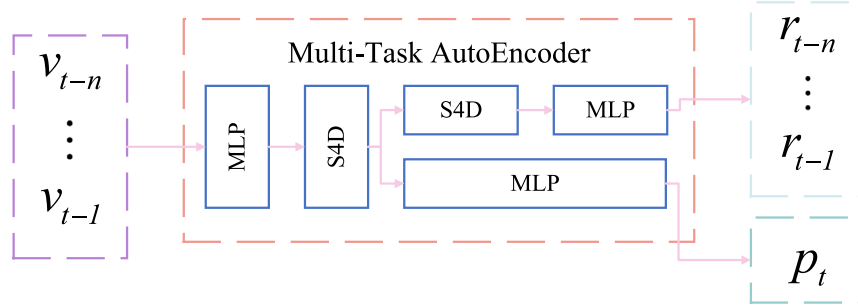 Multi-Task AutoEncoder
v_{t-n}
⋮
v_{t-1}
MLP
S4D
S4D
MLP
MLP
r_{t-n}
⋮
r_{t-1}
p_t